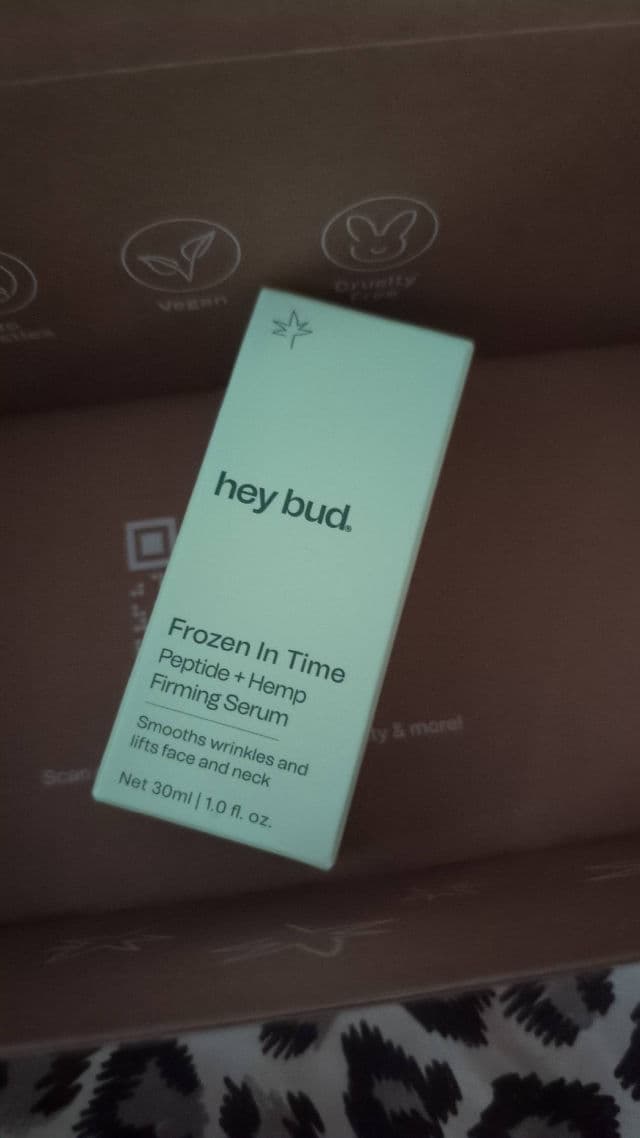 Vegan
Cruelty
Free
hey bud.®
Frozen In Time
Peptide + Hemp
Firming Serum
Smooths wrinkles and
lifts face and neck
Net 30ml | 1.0 fl. oz.
Scan
& more!